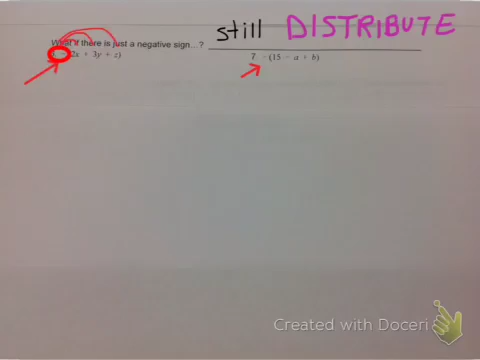 still DISTRIBUTE
What if there is just a negative sign...?
− (2x + 3y + z)
7 − (15 − a + b)
Created with Doceri